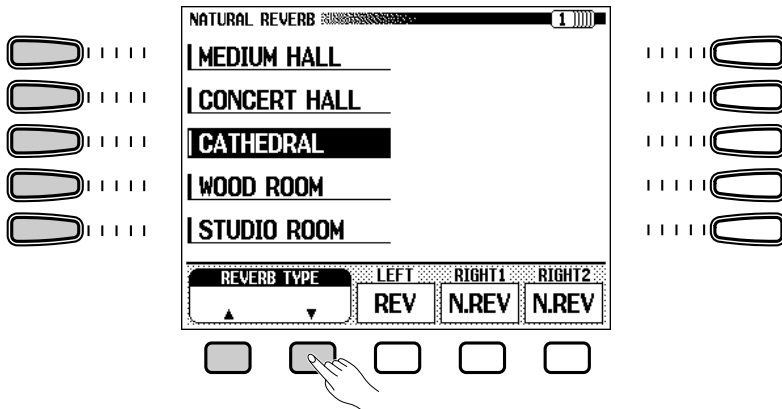 NATURAL REVERB 1
MEDIUM HALL
CONCERT HALL
CATHEDRAL
WOOD ROOM
STUDIO ROOM
REVERB TYPE LEFT RIGHT1 RIGHT2
▲ ▼ REV N.REV N.REV